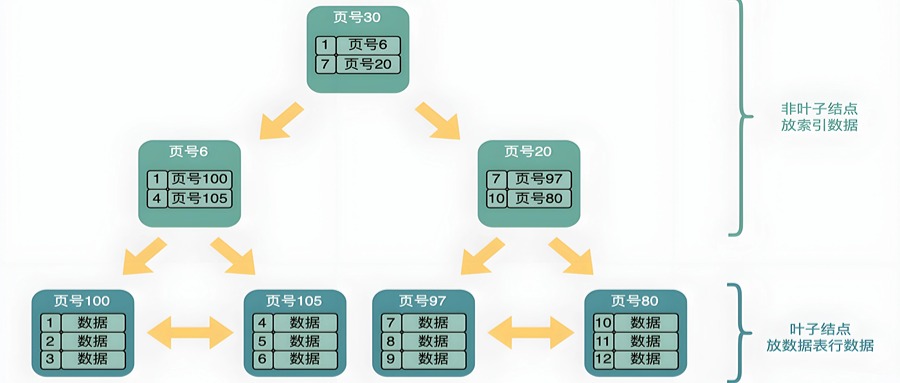 页号30
1 页号6
7 页号20
非叶子结点
放索引数据
页号6
1 页号100
4 页号105
页号20
7 页号97
10 页号80
页号100
1 数据
2 数据
3 数据
页号105
4 数据
5 数据
6 数据
页号97
7 数据
8 数据
9 数据
页号80
10 数据
11 数据
12 数据
叶子结点
放数据表行数据